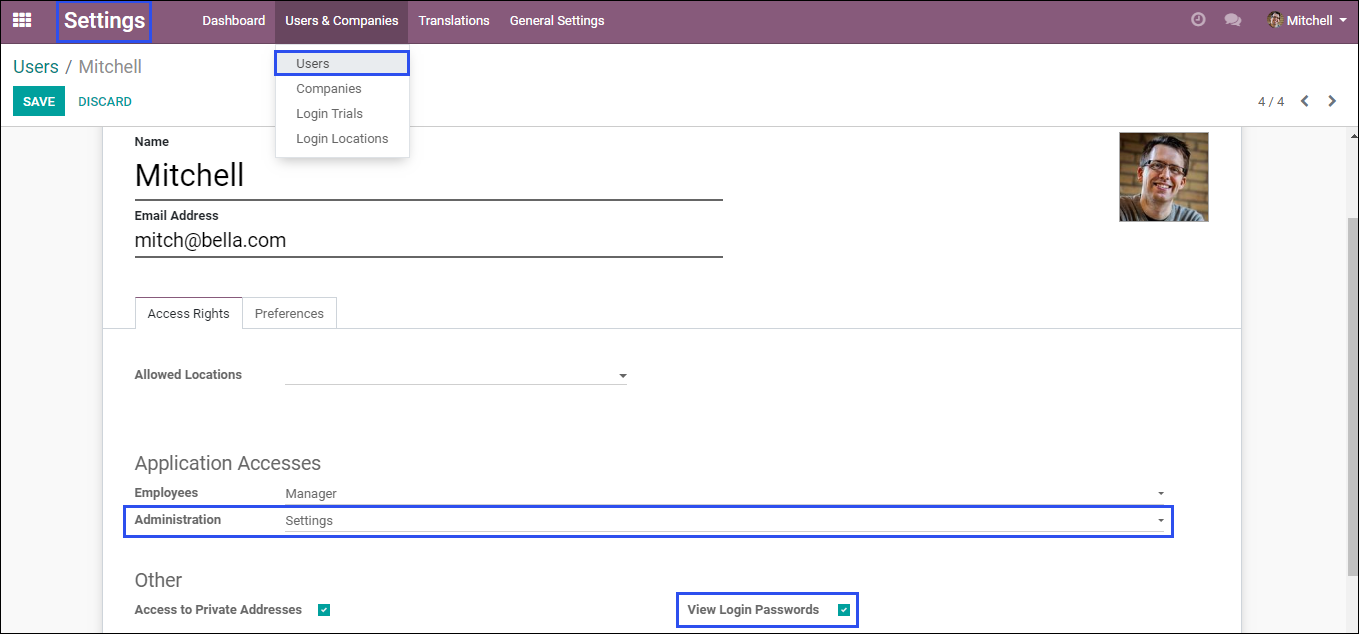 Settings Dashboard Users & Companies Translations General Settings Mitchell
Users / Mitchell
SAVE DISCARD
4 / 4
Users
Companies
Login Trials
Login Locations
Name
Mitchell
Email Address
mitch@bella.com
Access Rights Preferences
Allowed Locations
Application Accesses
Employees Manager
Administration Settings
Other
Access to Private Addresses View Login Passwords